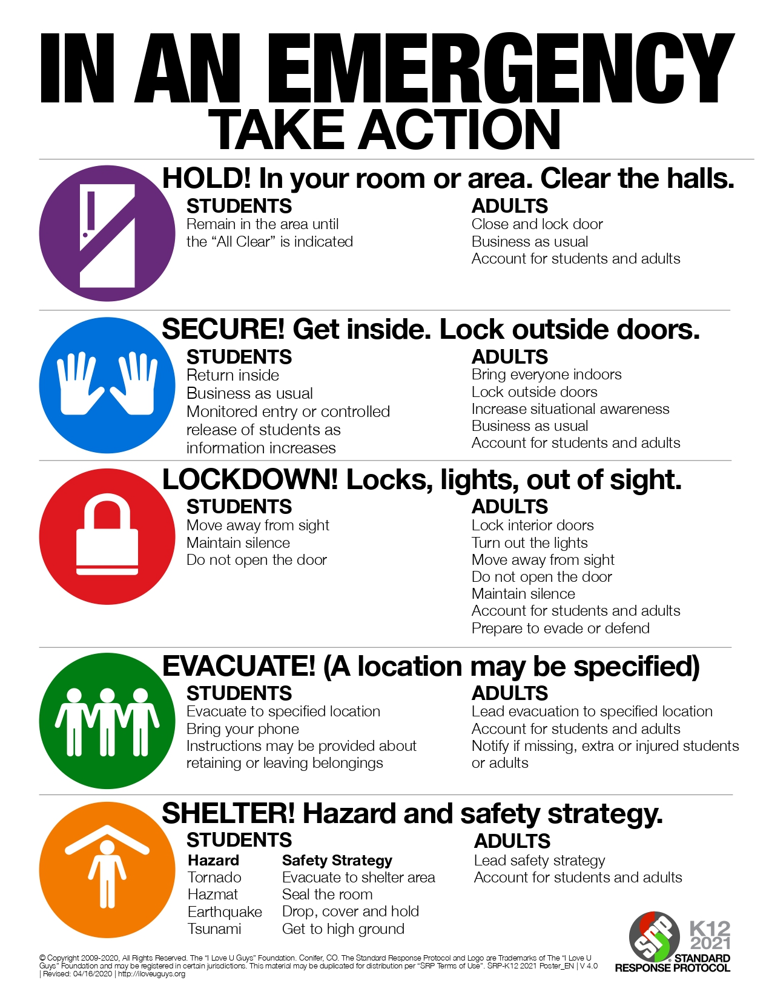 IN AN EMERGENCY
TAKE ACTION
HOLD! In your room or area. Clear the halls.
STUDENTS
Remain in the area until
the “All Clear” is indicated
ADULTS
Close and lock door
Business as usual
Account for students and adults
SECURE! Get inside. Lock outside doors.
STUDENTS
Return inside
Business as usual
Monitored entry or controlled
release of students as
information increases
ADULTS
Bring everyone indoors
Lock outside doors
Increase situational awareness
Business as usual
Account for students and adults
LOCKDOWN! Locks, lights, out of sight.
STUDENTS
Move away from sight
Maintain silence
Do not open the door
ADULTS
Lock interior doors
Turn out the lights
Move away from sight
Do not open the door
Maintain silence
Account for students and adults
Prepare to evade or defend
EVACUATE! (A location may be specified)
STUDENTS
Evacuate to specified location
Bring your phone
Instructions may be provided about
retaining or leaving belongings
ADULTS
Lead evacuation to specified location
Account for students and adults
Notify if missing, extra or injured students
or adults
SHELTER! Hazard and safety strategy.
STUDENTS
Hazard Safety Strategy
Tornado Evacuate to shelter area
Hazmat Seal the room
Earthquake Drop, cover and hold
Tsunami Get to high ground
ADULTS
Lead safety strategy
Account for students and adults
© Copyright 2009-2020, All Rights Reserved. The “I Love U Guys” Foundation. Conifer, CO. The Standard Response Protocol and Logo are Trademarks of The “I Love U
Guys” Foundation and may be registered in certain jurisdictions. This material may be duplicated for distribution per “SRP Terms of Use”. SRP-K12 2021 Poster_EN | V 4.0
| Revised: 04/16/2020 | http://iloveuguys.org
SRP
K12
2021
® STANDARD
RESPONSE PROTOCOL